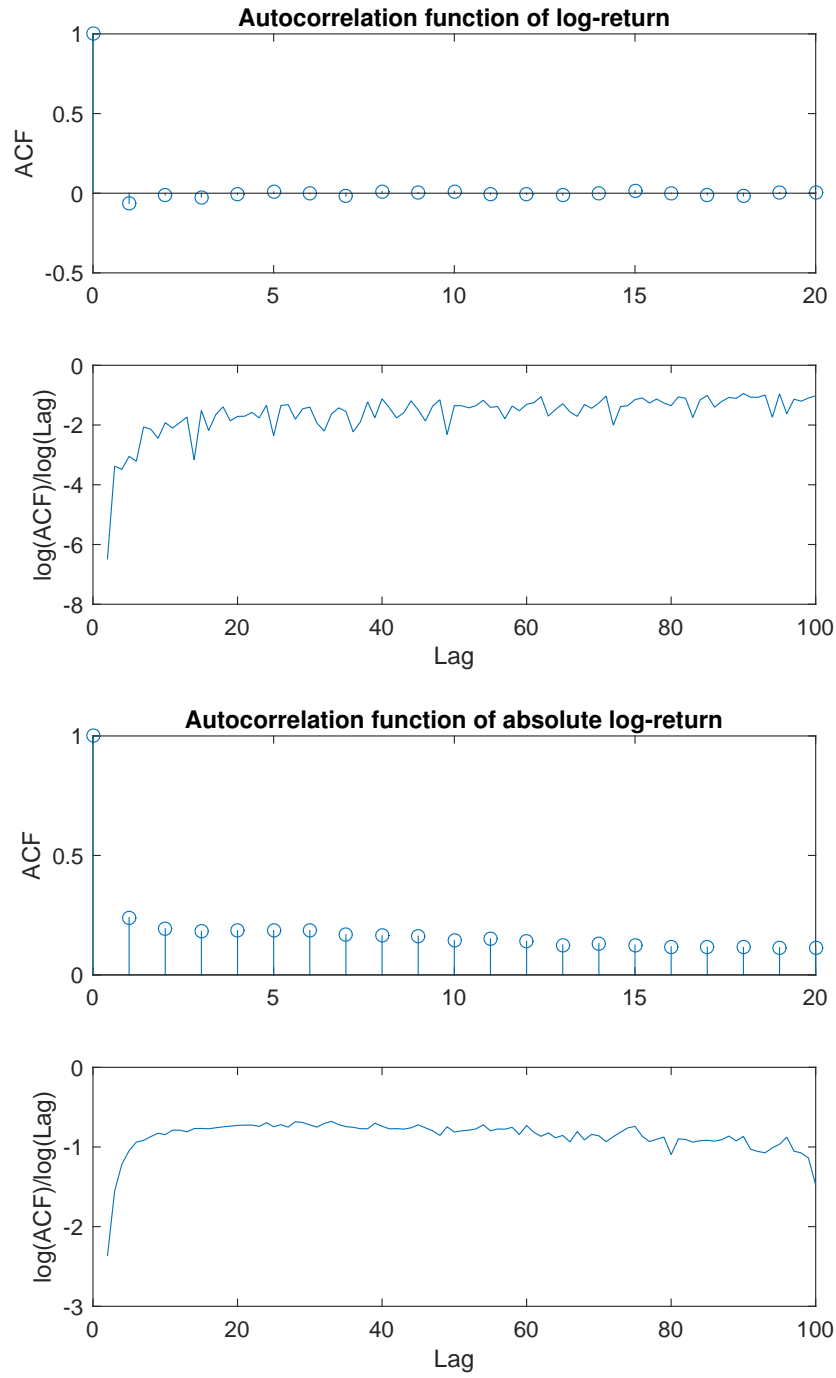 Autocorrelation function of log-return
1
0.5
0
-0.5
ACF
0 5 10 15 20
0
-2
-4
-6
-8
log(ACF)/log(Lag)
0 20 40 60 80 100
Lag
Autocorrelation function of absolute log-return
1
0.5
0
ACF
0 5 10 15 20
0
-1
-2
-3
log(ACF)/log(Lag)
0 20 40 60 80 100
Lag